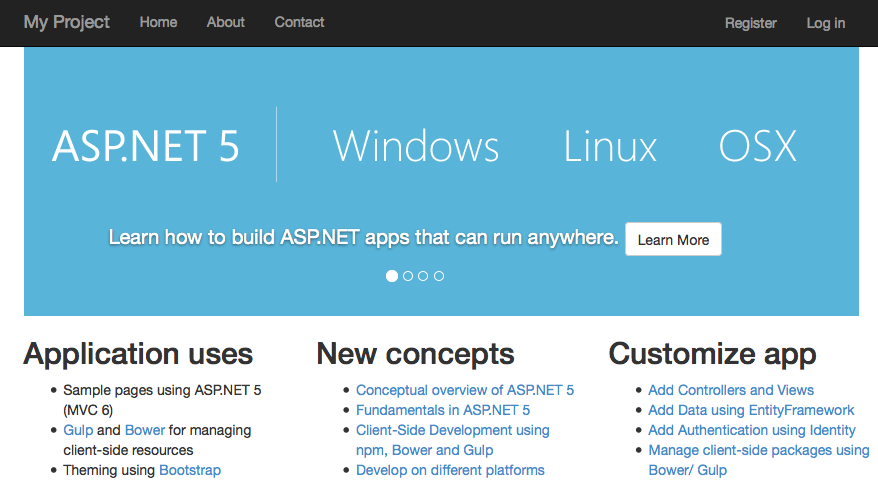 My Project Home About Contact Register Log in
ASP.NET 5 Windows Linux OSX
Learn how to build ASP.NET apps that can run anywhere. Learn More
Application uses
Sample pages using ASP.NET 5
(MVC 6)
Gulp and Bower for managing
client-side resources
Theming using Bootstrap
New concepts
Conceptual overview of ASP.NET 5
Fundamentals in ASP.NET 5
Client-Side Development using
npm, Bower and Gulp
Develop on different platforms
Customize app
Add Controllers and Views
Add Data using EntityFramework
Add Authentication using Identity
Manage client-side packages using
Bower/ Gulp